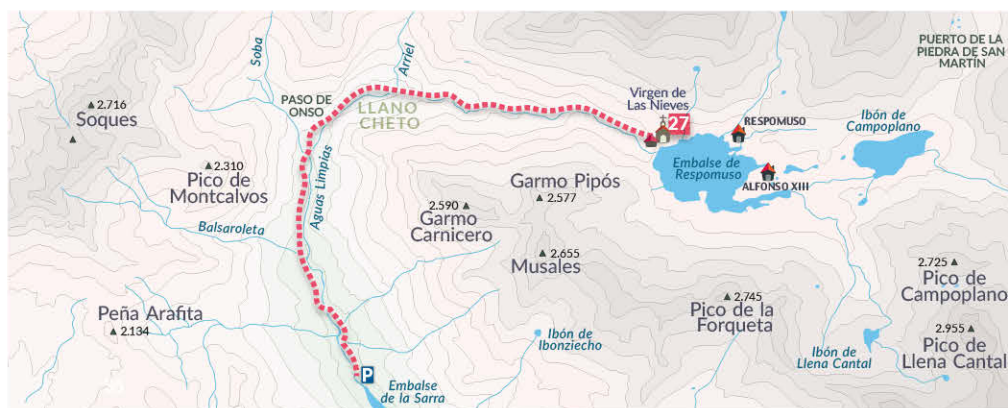 PUERTO DE LA
PIEDRA DE SAN
MARTÍN
Soba
Arriel
2.716
Soques
PASO DE
ONSO
LLANO
CHETO
Virgen de
Las Nieves
27
RESPOMUSO
Ibón de
Campoplano
Embalse de
Respomuso
ALFONSO XIII
2.310
Pico de
Montcalvos
Aguas Limpias
Garmo Pipós
2.577
2.590
Garmo
Carnicero
Balsaroleta
2.655
Musales
2.725
Pico de
Campoplano
Peña Arafita
2.134
2.745
Pico de la
Forqueta
Ibón de
Ibonziecho
2.955
Pico de
Llena Cantal
Ibón de
Llena Cantal
P
Embalse
de la Sarra